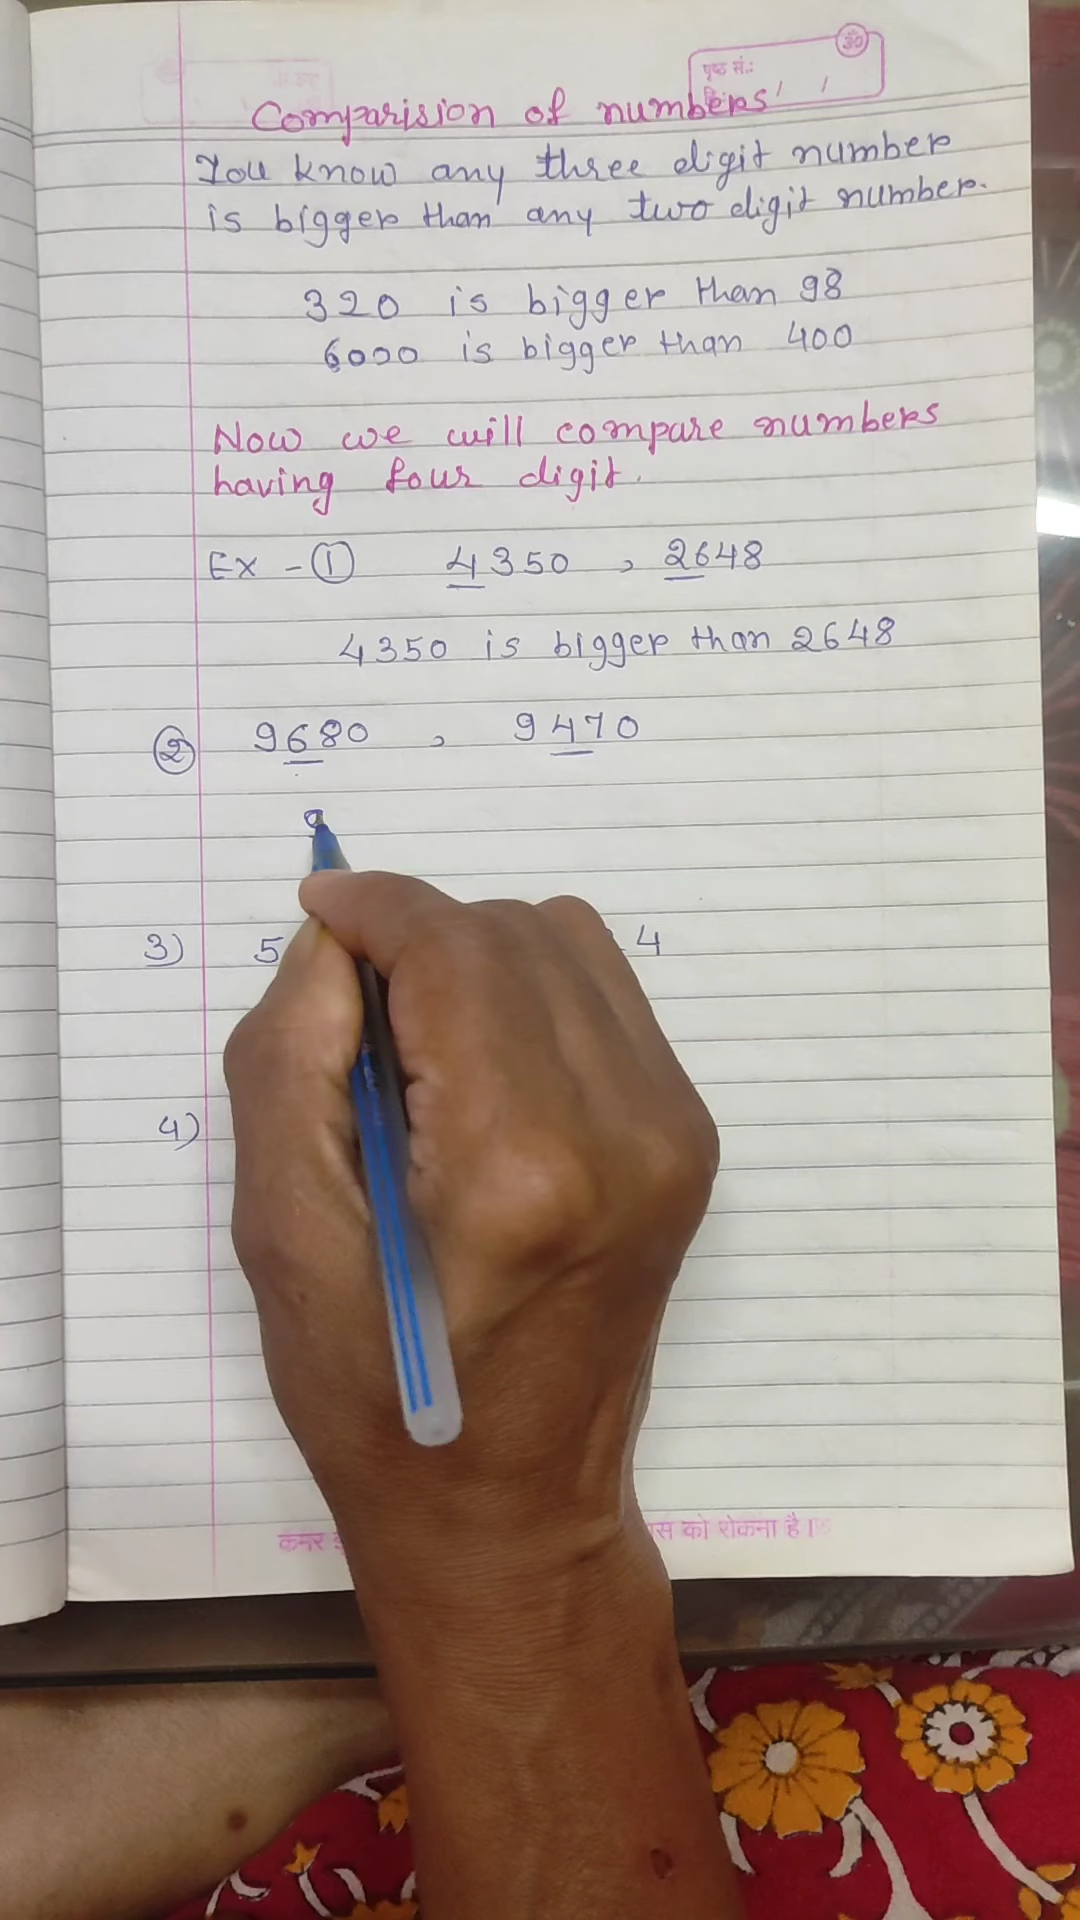 पृष्ठ सं.:
Comparision of numbers
You know any three digit number
is bigger than any two digit number.
320 is bigger than 98
6000 is bigger than 400
Now we will compare numbers
having four digit.
Ex - ① 4350 , 2648
4350 is bigger than 2648
② 9680 , 9470
3) 5 4
4)
कमर को रोकना है।